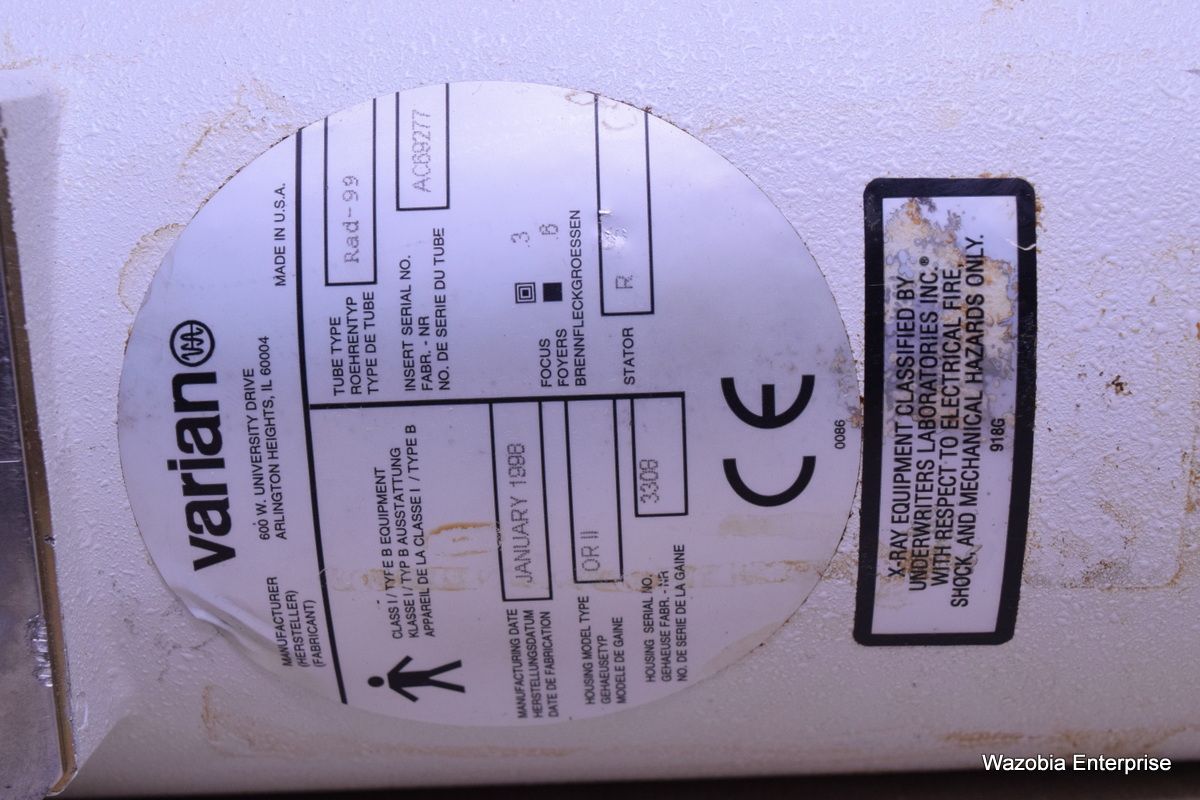 varian
MANUFACTURER
(HERSTELLER)
(FABRICANT)
600 W. UNIVERSITY DRIVE
ARLINGTON HEIGHTS, IL 60004
MADE IN U.S.A.
CLASS I / TYPE B EQUIPMENT
KLASSE I / TYP B AUSSTATTUNG
APPAREIL DE LA CLASSE I / TYPE B
MANUFACTURING DATE
HERSTELLUNGSDATUM
DATE DE FABRICATION
JANUARY 1998
HOUSING MODEL TYPE
GEHAEUSETYP
MODELE DE GAINE
OR II
HOUSING SERIAL NO.
GEHAEUSE FABR. - NR
NO. DE SERIE DE LA GAINE
3308
TUBE TYPE
ROEHRENTYP
TYPE DE TUBE
Rad-99
INSERT SERIAL NO.
FABR. - NR
NO. DE SERIE DU TUBE
AC69277
FOCUS
FOYERS
BRENNFLECKGROESSEN
.3
.6
STATOR
R
CE
0086
X-RAY EQUIPMENT CLASSIFIED BY
UNDERWRITERS LABORATORIES INC.®
WITH RESPECT TO ELECTRICAL FIRE,
SHOCK, AND MECHANICAL HAZARDS ONLY.
918G
Wazobia Enterprise